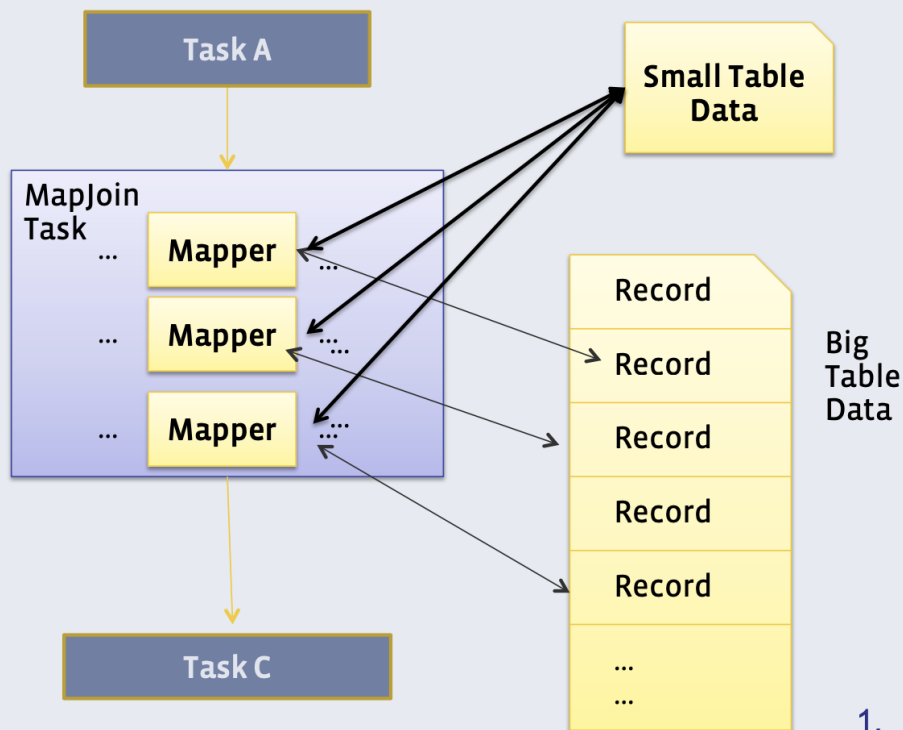 Task A
Small Table
Data
MapJoin
Task
... Mapper ...
... Mapper ...
...
... Mapper ...
...
Task C
Record
Record
Record
Record
Record
...
...
Big
Table
Data
1.